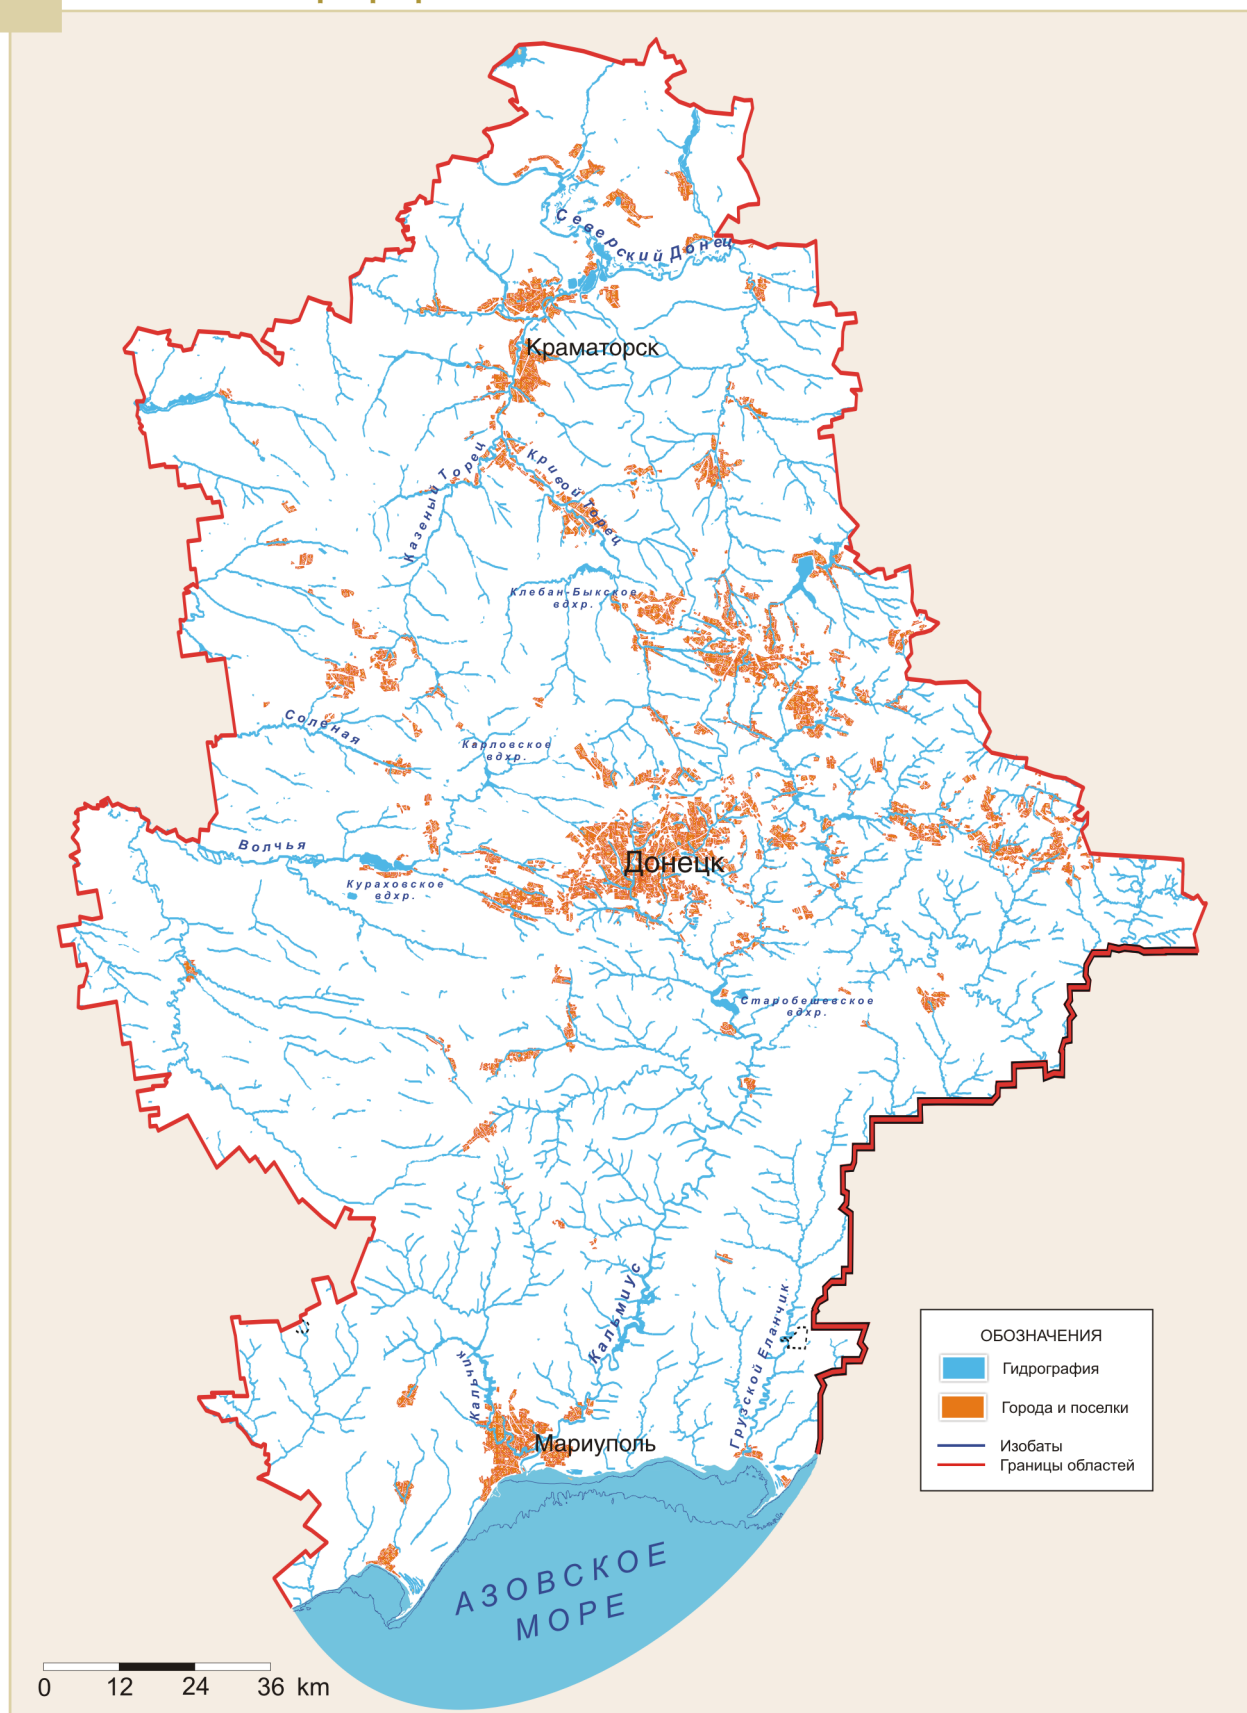 Северский Донец
Краматорск
Казеный Торец
Кривой Торец
Клебан-Быкское
вдхр.
Соленая
Карловское
вдхр.
Волчья
Донецк
Кураховское
вдхр.
Старобешевское
вдхр.
Кальмиус
Грузской Еланчик
Кальчик
Мариуполь
ОБОЗНАЧЕНИЯ
Гидрография
Города и поселки
Изобаты
Границы областей
АЗОВСКОЕ
МОРЕ
0 12 24 36 km